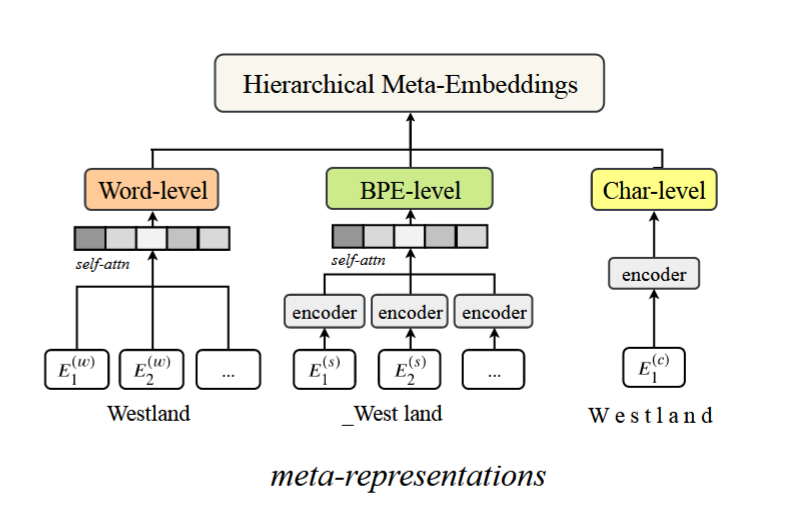 Hierarchical Meta-Embeddings
Word-level BPE-level Char-level
self-attn self-attn
encoder
encoder encoder encoder
E₁⁽ʷ⁾ E₂⁽ʷ⁾ ... E₁⁽ˢ⁾ E₂⁽ˢ⁾ ... E₁⁽ᶜ⁾
Westland _West land W e s t l a n d
meta-representations